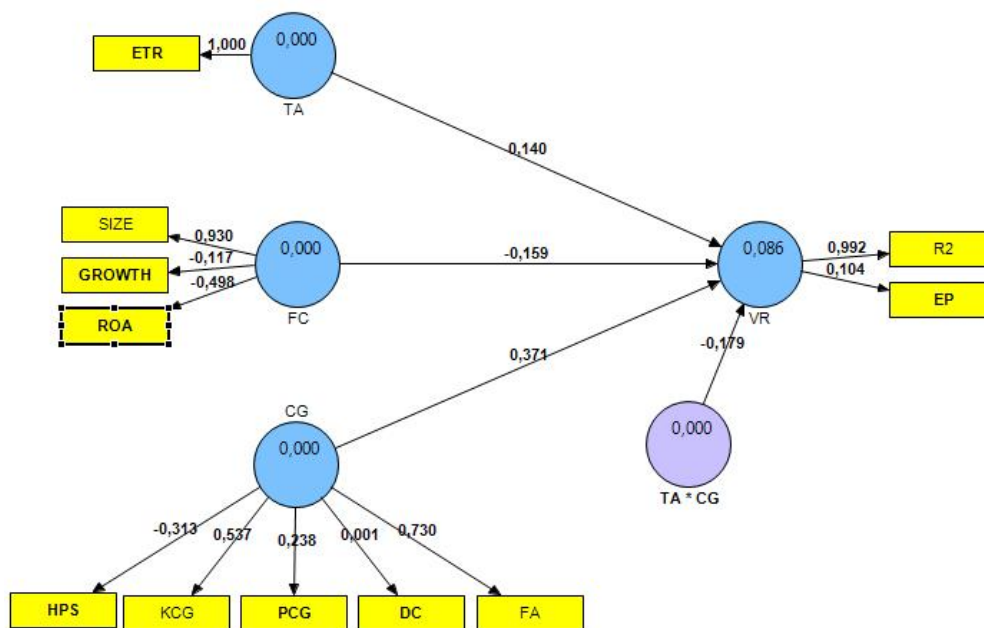 0,000
ETR
1,000
TA
0,140
SIZE
0,930
0,000
GROWTH
-0,117
-0,159
0,086
0,992
R2
-0,498
0,104
ROA
FC
VR
EP
0,371
-0,179
CG
0,000
0,000
TA * CG
-0,313
0,537
0,238
0,001
0,730
HPS
KCG
PCG
DC
FA